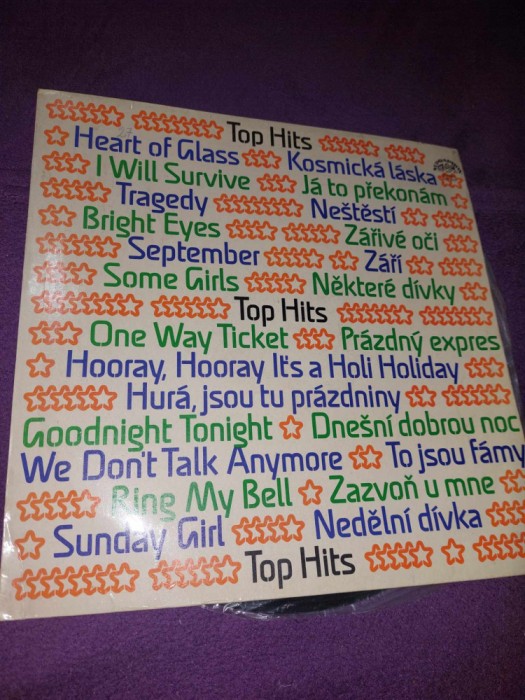 Top Hits
Heart of Glass Kosmická láska
I Will Survive Já to překonám
Tragedy Neštěstí
Bright Eyes Zářivé oči
September Září
Some Girls Některé dívky
Top Hits
One Way Ticket Prázdný expres
Hooray, Hooray It's a Holi Holiday
Hurá, jsou tu prázdniny
Goodnight Tonight Dnešní dobrou noc
We Don't Talk Anymore To jsou fámy
Ring My Bell Zazvoň u mne
Sunday Girl Nedělní dívka
Top Hits